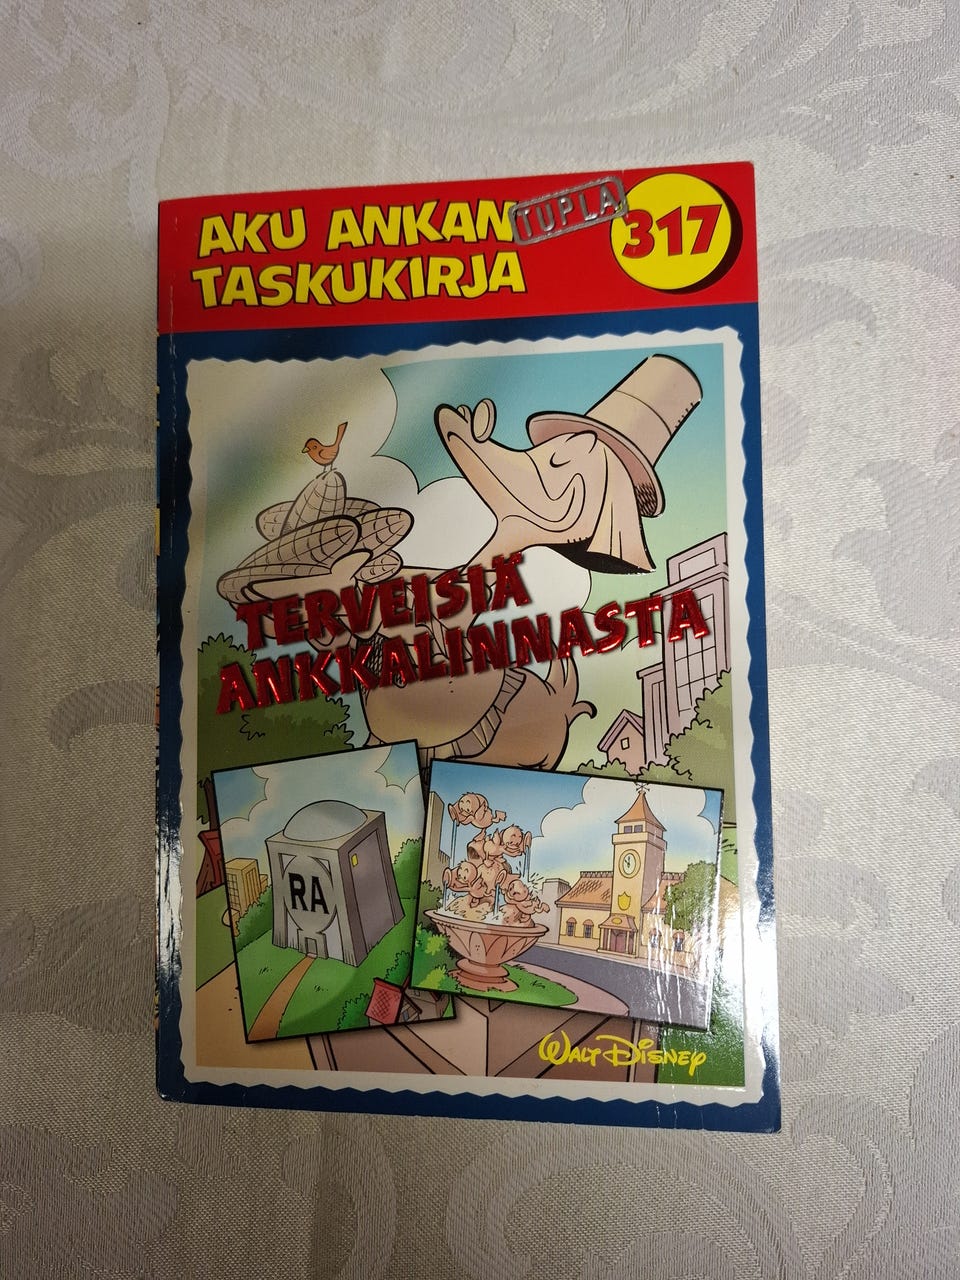 AKU ANKAN
TUPLA
317
TASKUKIRJA
TERVEISIÄ
ANKKALINNASTA
RA
WALT DISNEY